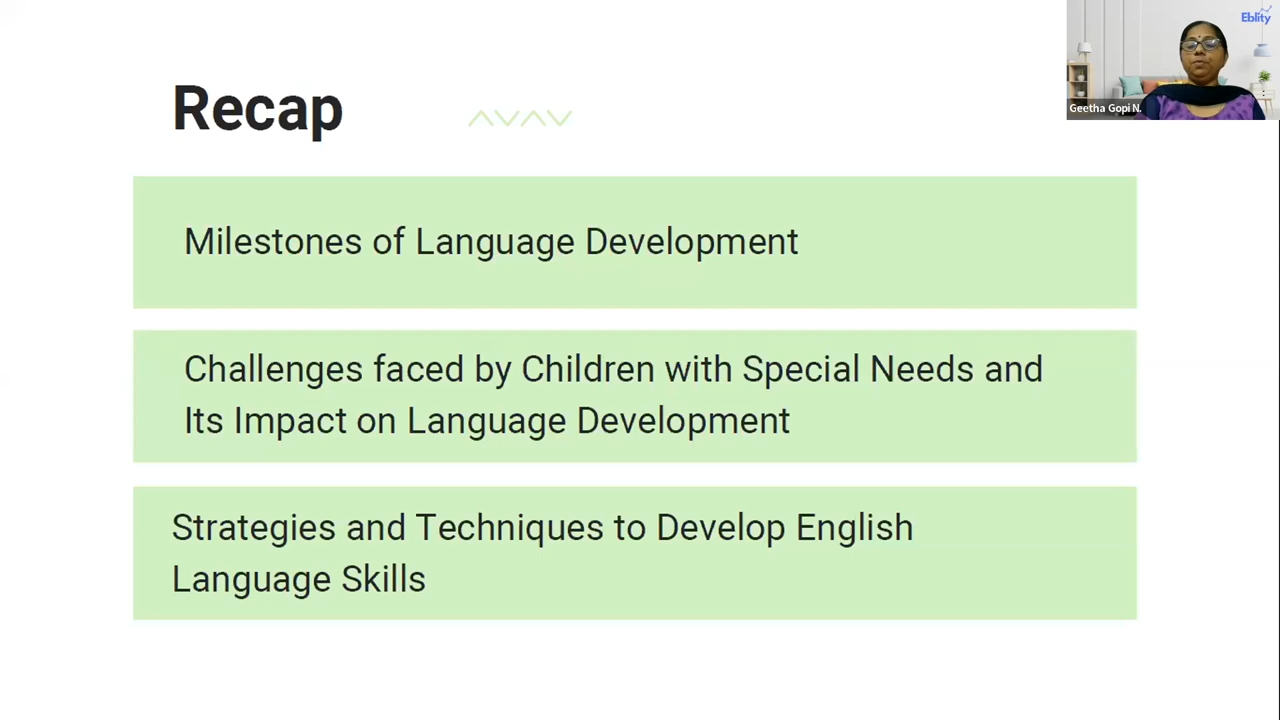 Eblity
Geetha Gopi N.
Recap
Milestones of Language Development
Challenges faced by Children with Special Needs and
Its Impact on Language Development
Strategies and Techniques to Develop English
Language Skills